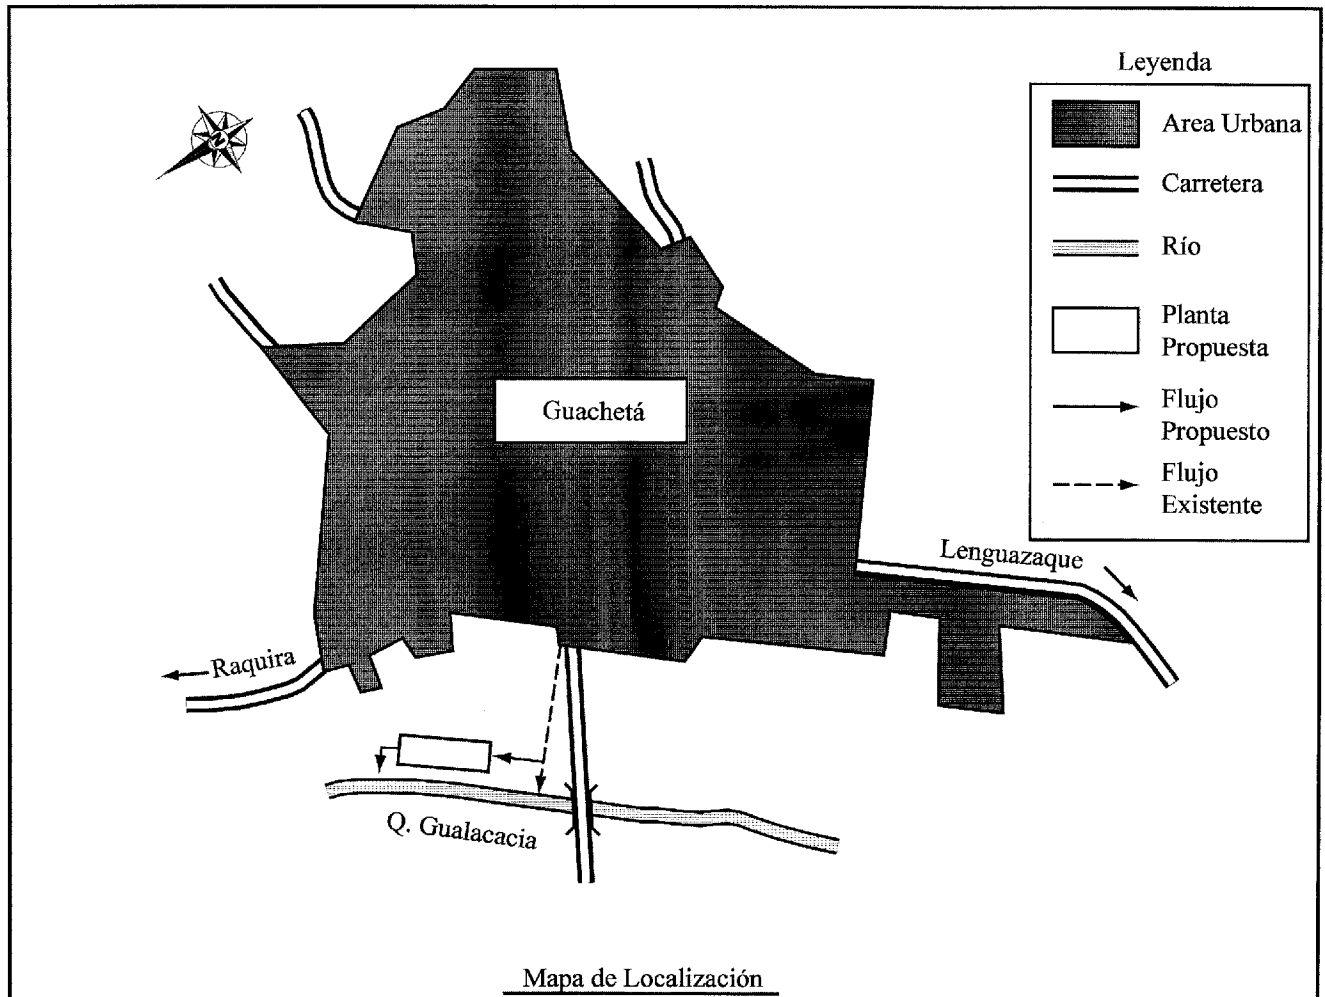 Leyenda
Area Urbana
Carretera
Río
Planta
Propuesta
Flujo
Propuesto
Flujo
Existente
N
Guachetá
Lenguazaque
Raquira
Q. Gualacacia
Mapa de Localización